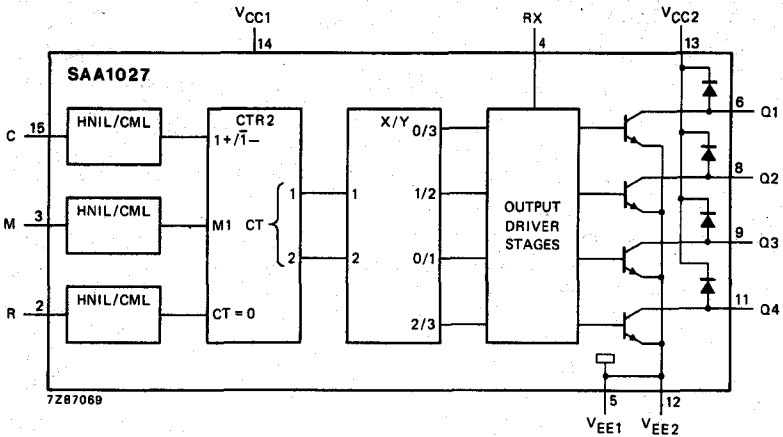 VCC1
RX
VCC2
14
4
13
SAA1027
C 15 HNIL/CML
1+/1̅−
CTR2
X/Y
0/3
6 Q1
M 3 HNIL/CML
M1
CT
1
1
1/2
OUTPUT
DRIVER
STAGES
8 Q2
2
2
0/1
9 Q3
R 2 HNIL/CML
CT=0
2/3
11 Q4
7Z87069
5
12
VEE1
VEE2